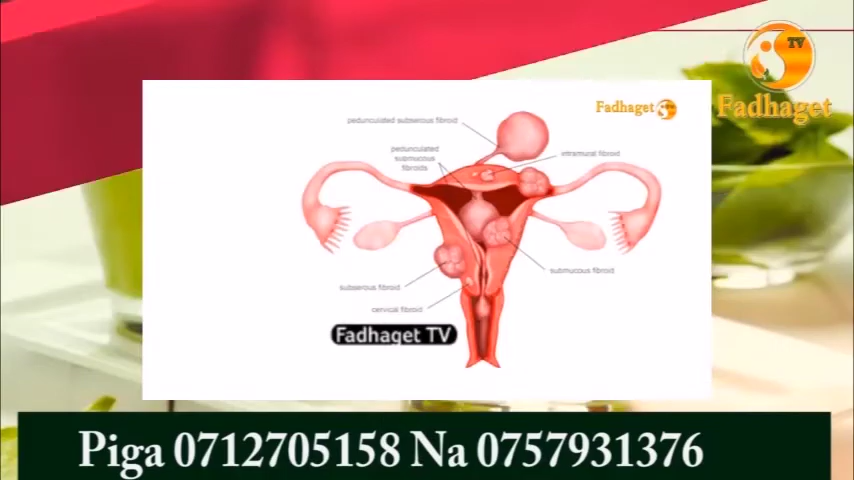 TV
Fadhaget
Fadhaget
pedunculated subserous fibroid
pedunculated
submucous
fibroids
intramural fibroid
submucous fibroid
subserous fibroid
cervical fibroid
Fadhaget TV
Piga 0712705158 Na 0757931376